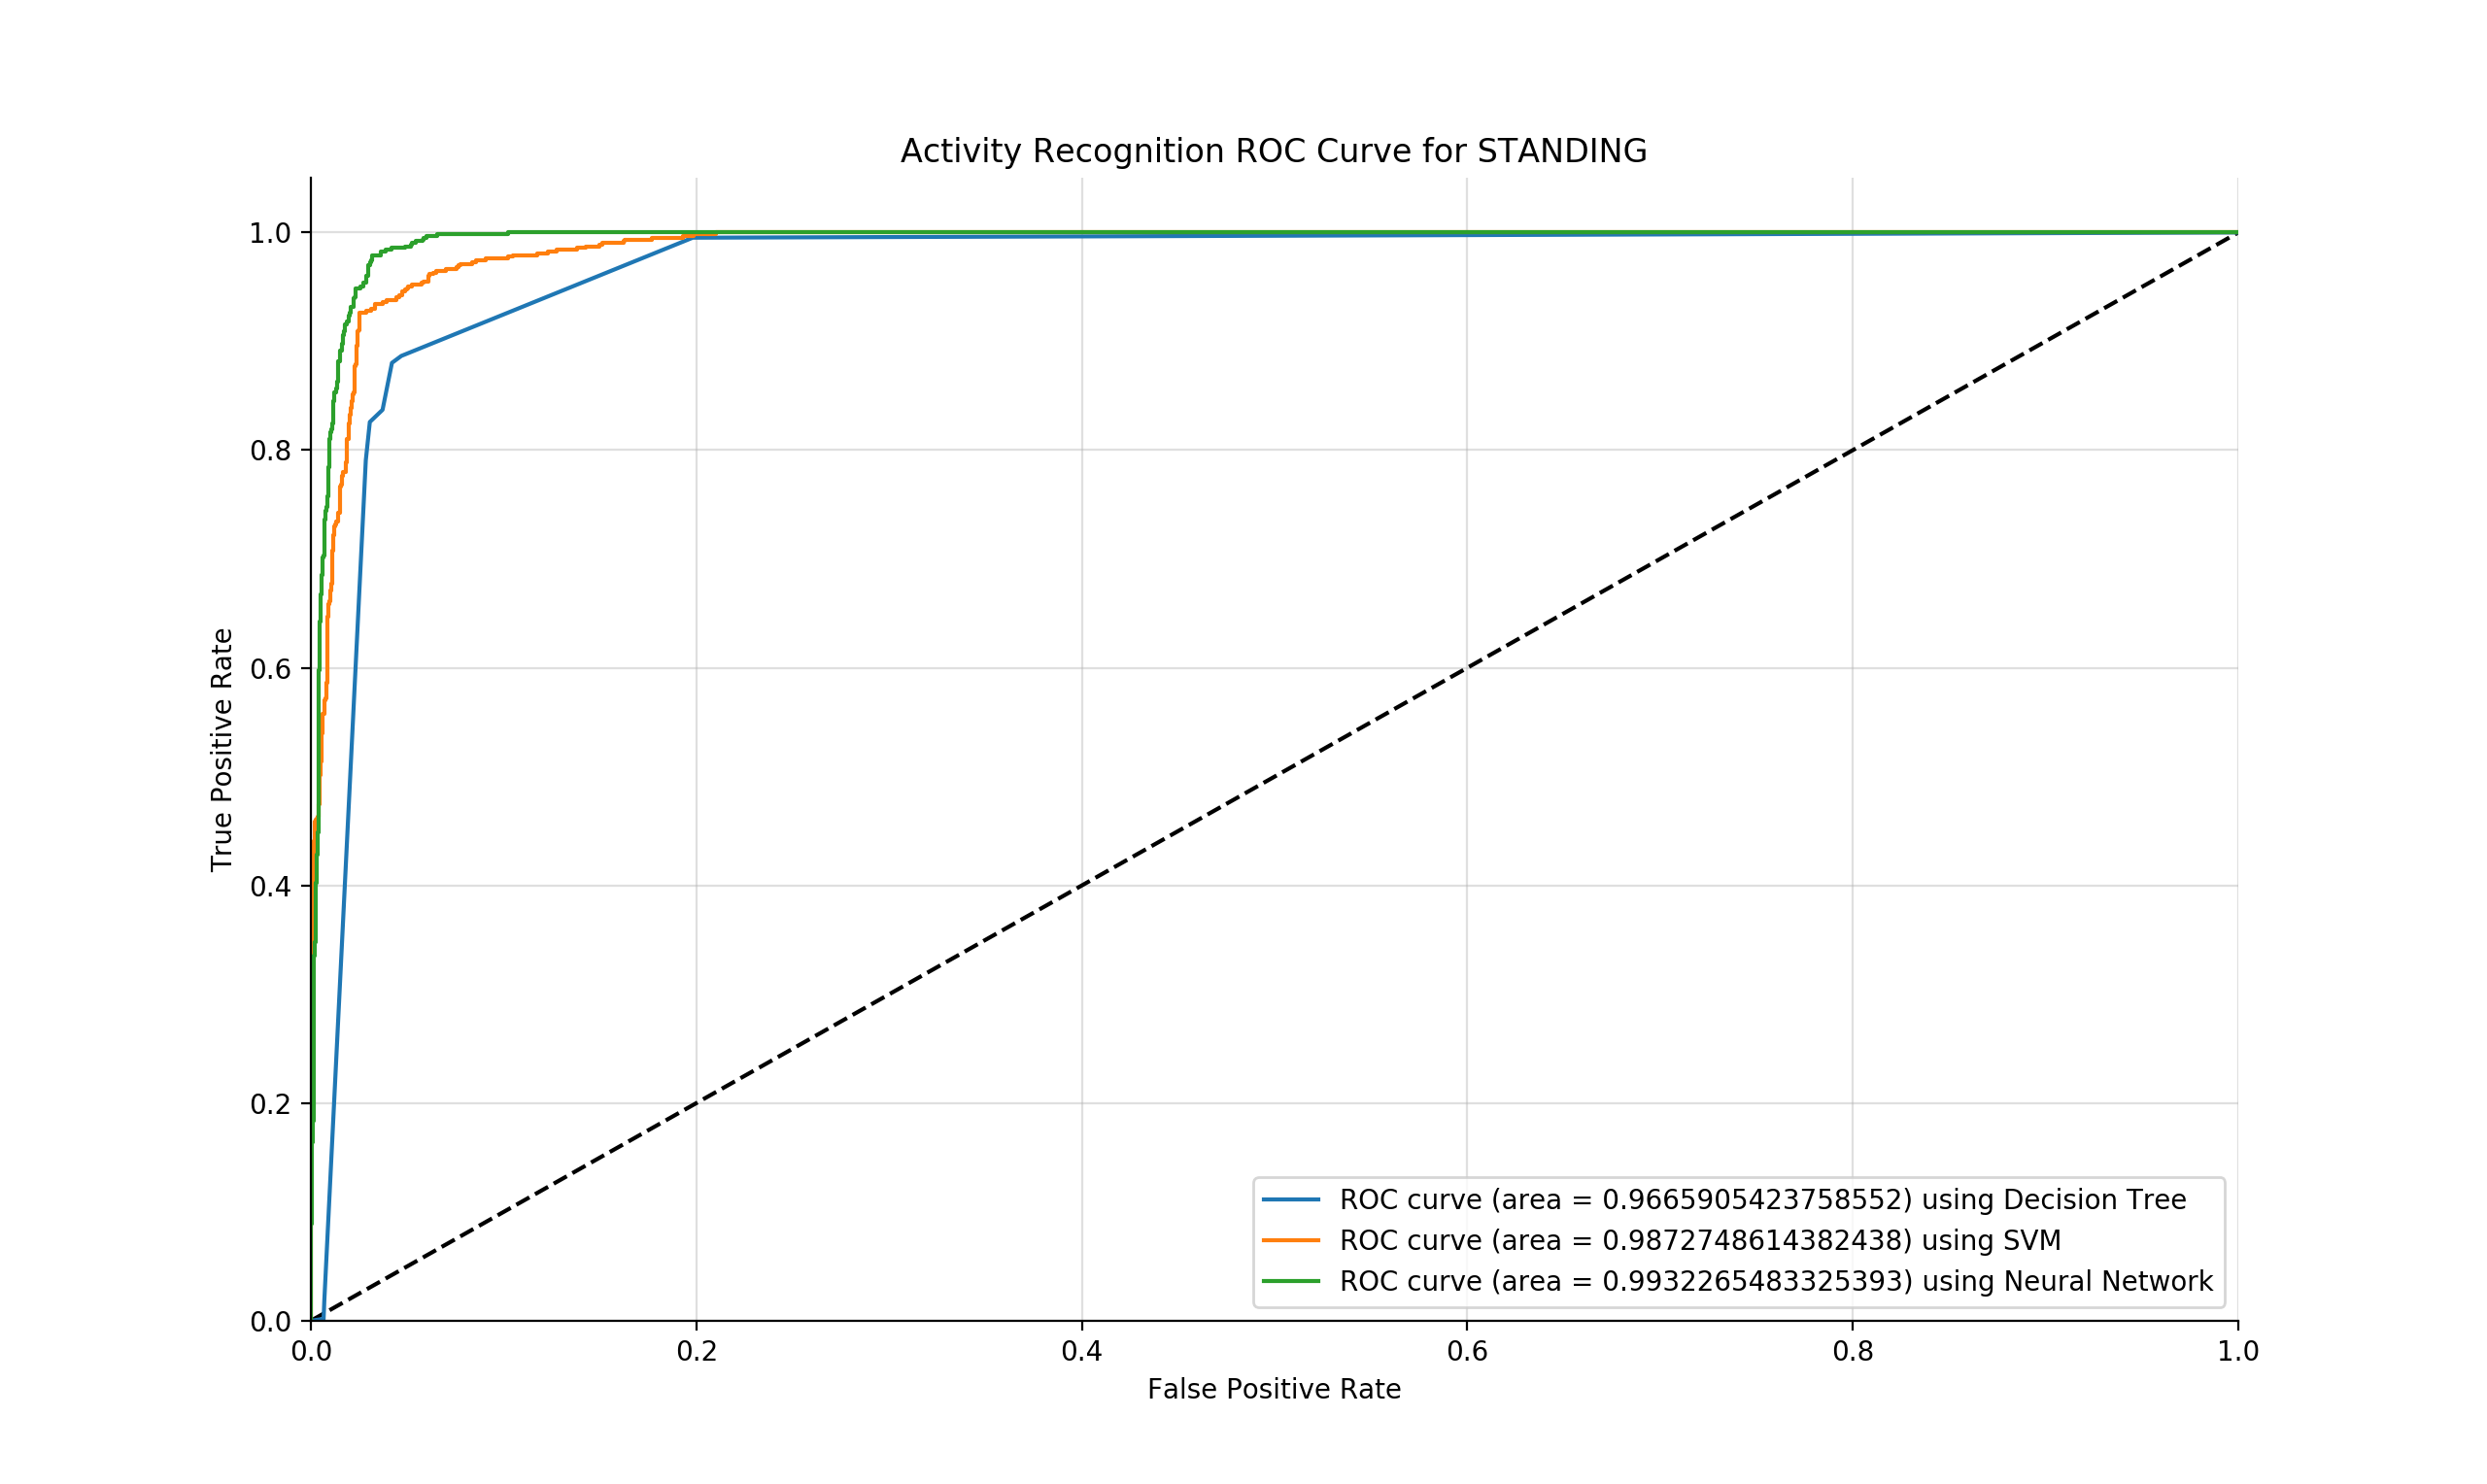 Activity Recognition ROC Curve for STANDING
1.0
0.8
0.6
0.4
0.2
0.0
True Positive Rate
0.0 0.2 0.4 0.6 0.8 1.0
False Positive Rate
ROC curve (area = 0.9665905423758552) using Decision Tree
ROC curve (area = 0.9872748614382438) using SVM
ROC curve (area = 0.9932265483325393) using Neural Network